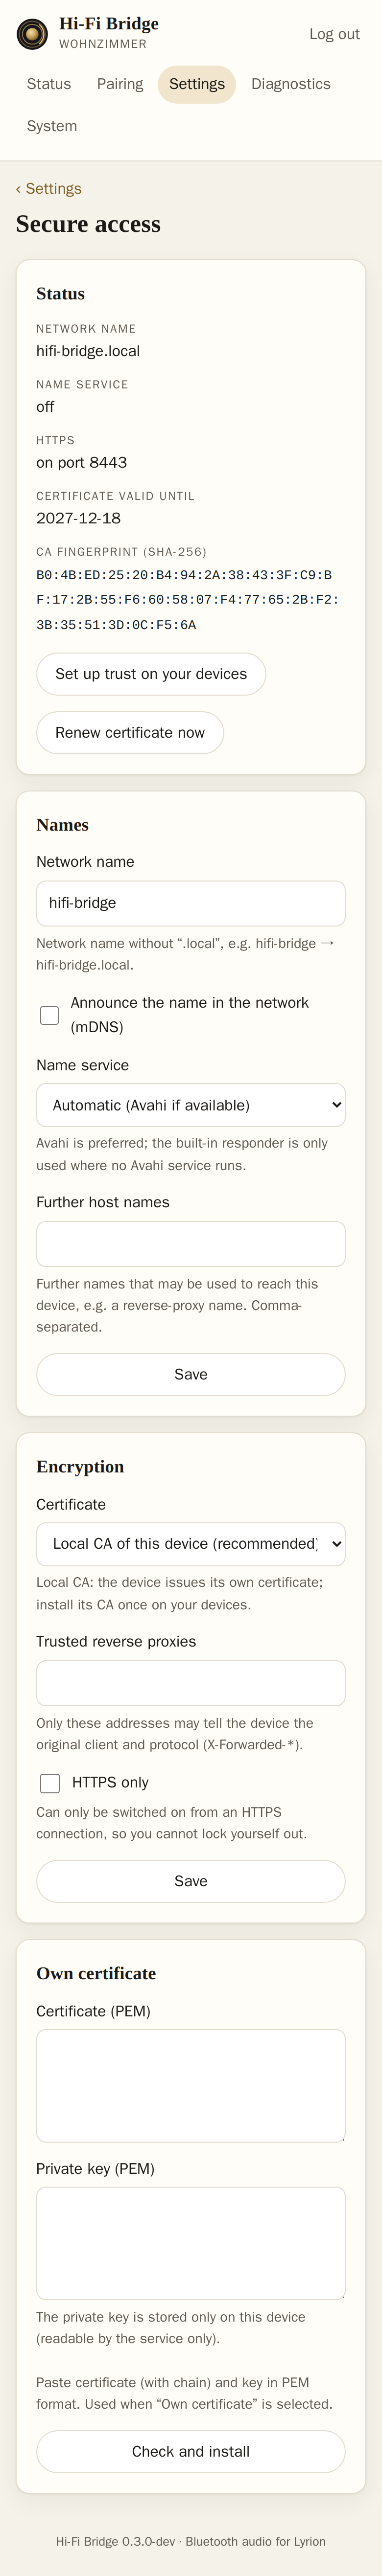 Hi-Fi Bridge
WOHNZIMMER
Log out
Status
Pairing
Settings
Diagnostics
System
‹ Settings
Secure access
Status
NETWORK NAME
hifi-bridge.local
NAME SERVICE
off
HTTPS
on port 8443
CERTIFICATE VALID UNTIL
2027-12-18
CA FINGERPRINT (SHA-256)
B0:4B:ED:25:20:B4:94:2A:38:43:3F:C9:B
F:17:2B:55:F6:60:58:07:F4:77:65:2B:F2:
3B:35:51:3D:0C:F5:6A
Set up trust on your devices
Renew certificate now
Names
Network name
hifi-bridge
Network name without “.local”, e.g. hifi-bridge →
hifi-bridge.local.
Announce the name in the network
(mDNS)
Name service
Automatic (Avahi if available)
Avahi is preferred; the built-in responder is only
used where no Avahi service runs.
Further host names
Further names that may be used to reach this
device, e.g. a reverse-proxy name. Comma-
separated.
Save
Encryption
Certificate
Local CA of this device (recommended)
Local CA: the device issues its own certificate;
install its CA once on your devices.
Trusted reverse proxies
Only these addresses may tell the device the
original client and protocol (X-Forwarded-*).
HTTPS only
Can only be switched on from an HTTPS
connection, so you cannot lock yourself out.
Save
Own certificate
Certificate (PEM)
Private key (PEM)
The private key is stored only on this device
(readable by the service only).
Paste certificate (with chain) and key in PEM
format. Used when “Own certificate” is selected.
Check and install
Hi-Fi Bridge 0.3.0-dev · Bluetooth audio for Lyrion